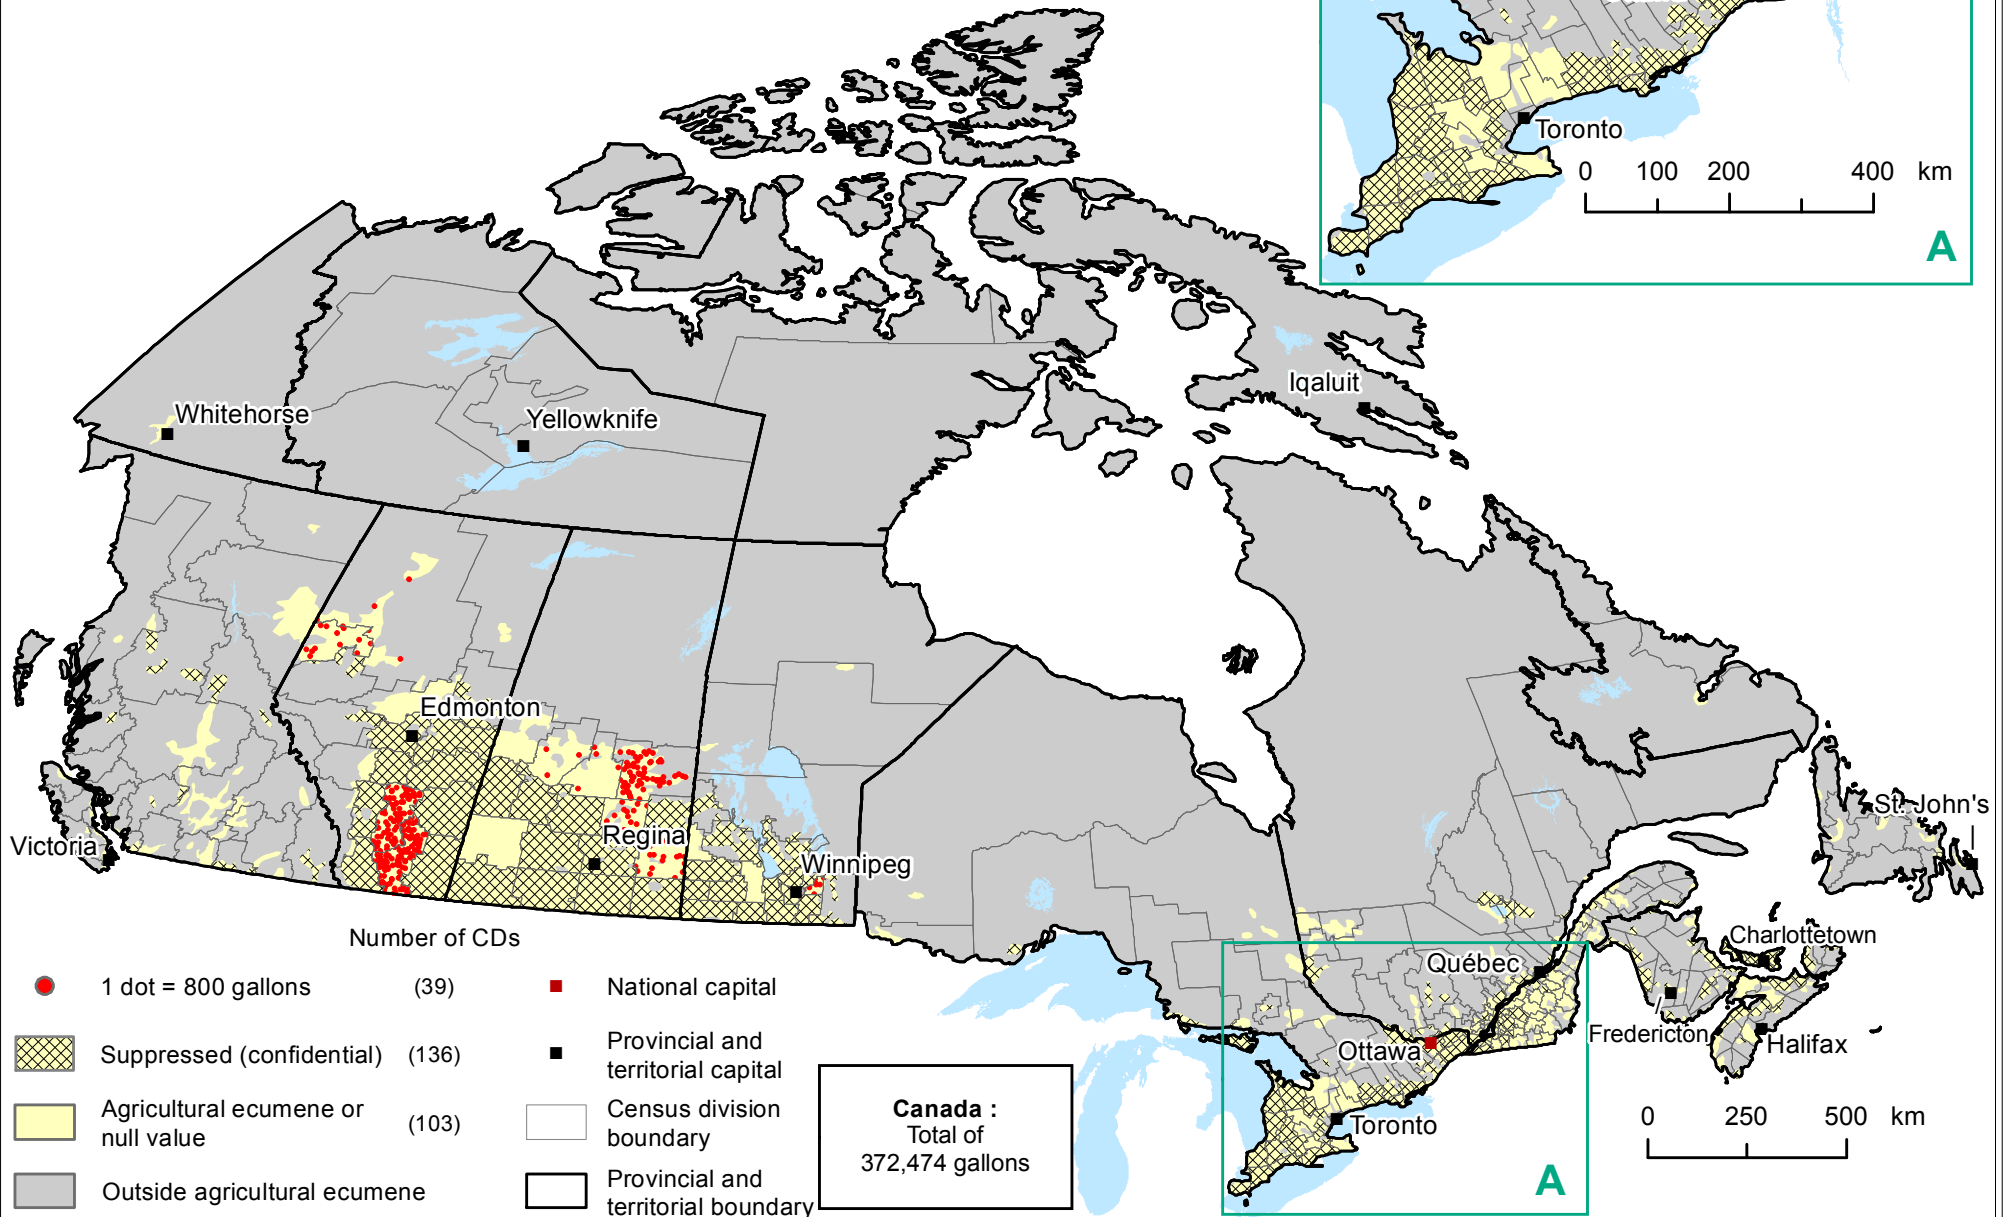 Toronto
0 100 200 400 km
A
Iqaluit
Whitehorse
Yellowknife
Edmonton
Regina
Victoria
Winnipeg
St. John's
Charlottetown
Québec
Fredericton
Halifax
Ottawa
Toronto
A
0 250 500 km
Number of CDs
1 dot = 800 gallons (39)
Suppressed (confidential) (136)
Agricultural ecumene or
null value (103)
Outside agricultural ecumene
National capital
Provincial and
territorial capital
Census division
boundary
Provincial and
territorial boundary
Canada :
Total of
372,474 gallons